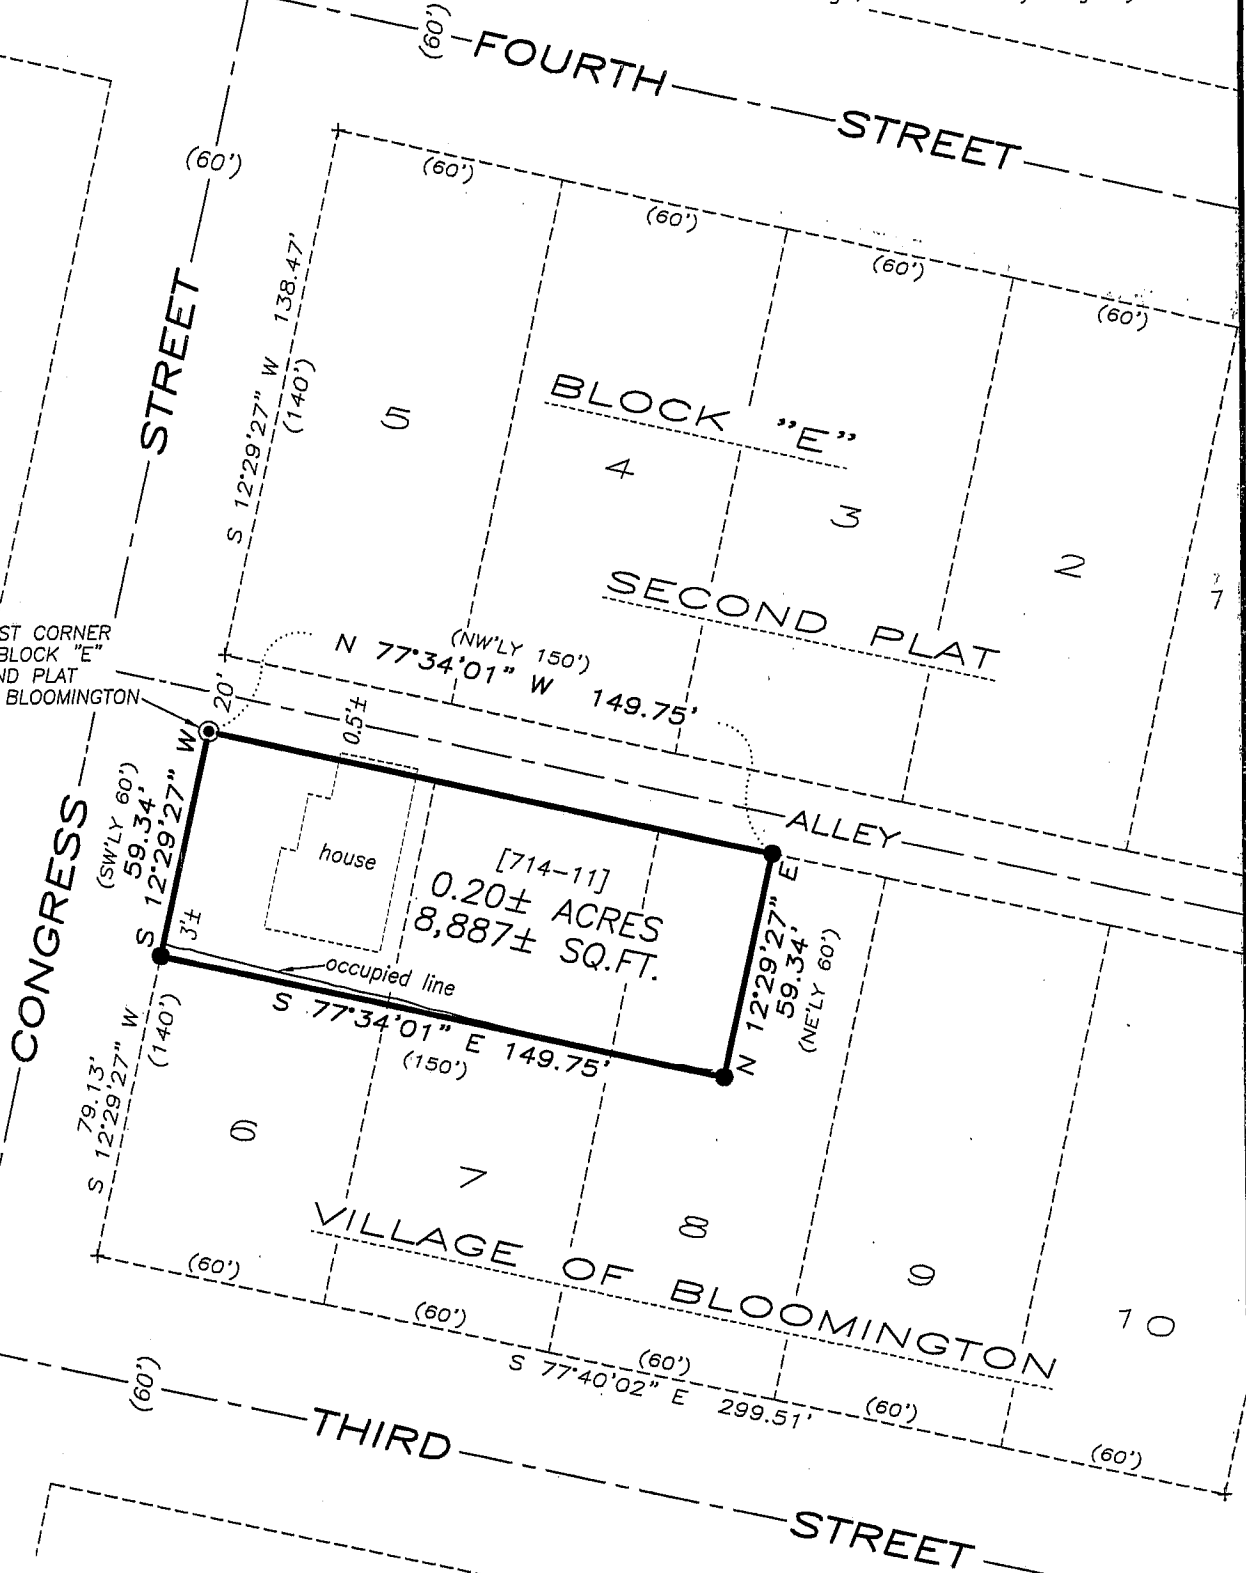 (60')
FOURTH STREET
(60')
(60')
(60')
(60')
(60')
STREET
S 12°29'27" W 138.47'
(140')
5
BLOCK "E"
4
3
2
1
SECOND PLAT
ST CORNER
BLOCK "E"
ND PLAT
BLOOMINGTON
20'
(NW'LY 150')
N 77°34'01" W 149.75'
0.5'±
ALLEY
CONGRESS
(SW'LY 60')
59.34'
S 12°29'27" W
3'±
house
[714-11]
0.20± ACRES
8,887± SQ.FT.
N 12°29'27" E
59.34'
(NE'LY 60')
occupied line
S 77°34'01" E 149.75'
(150')
79.13'
S 12°29'27" W
(140')
6
7
8
9
10
VILLAGE OF BLOOMINGTON
(60')
(60')
(60')
(60')
(60')
S 77°40'02" E 299.51'
(60')
THIRD STREET